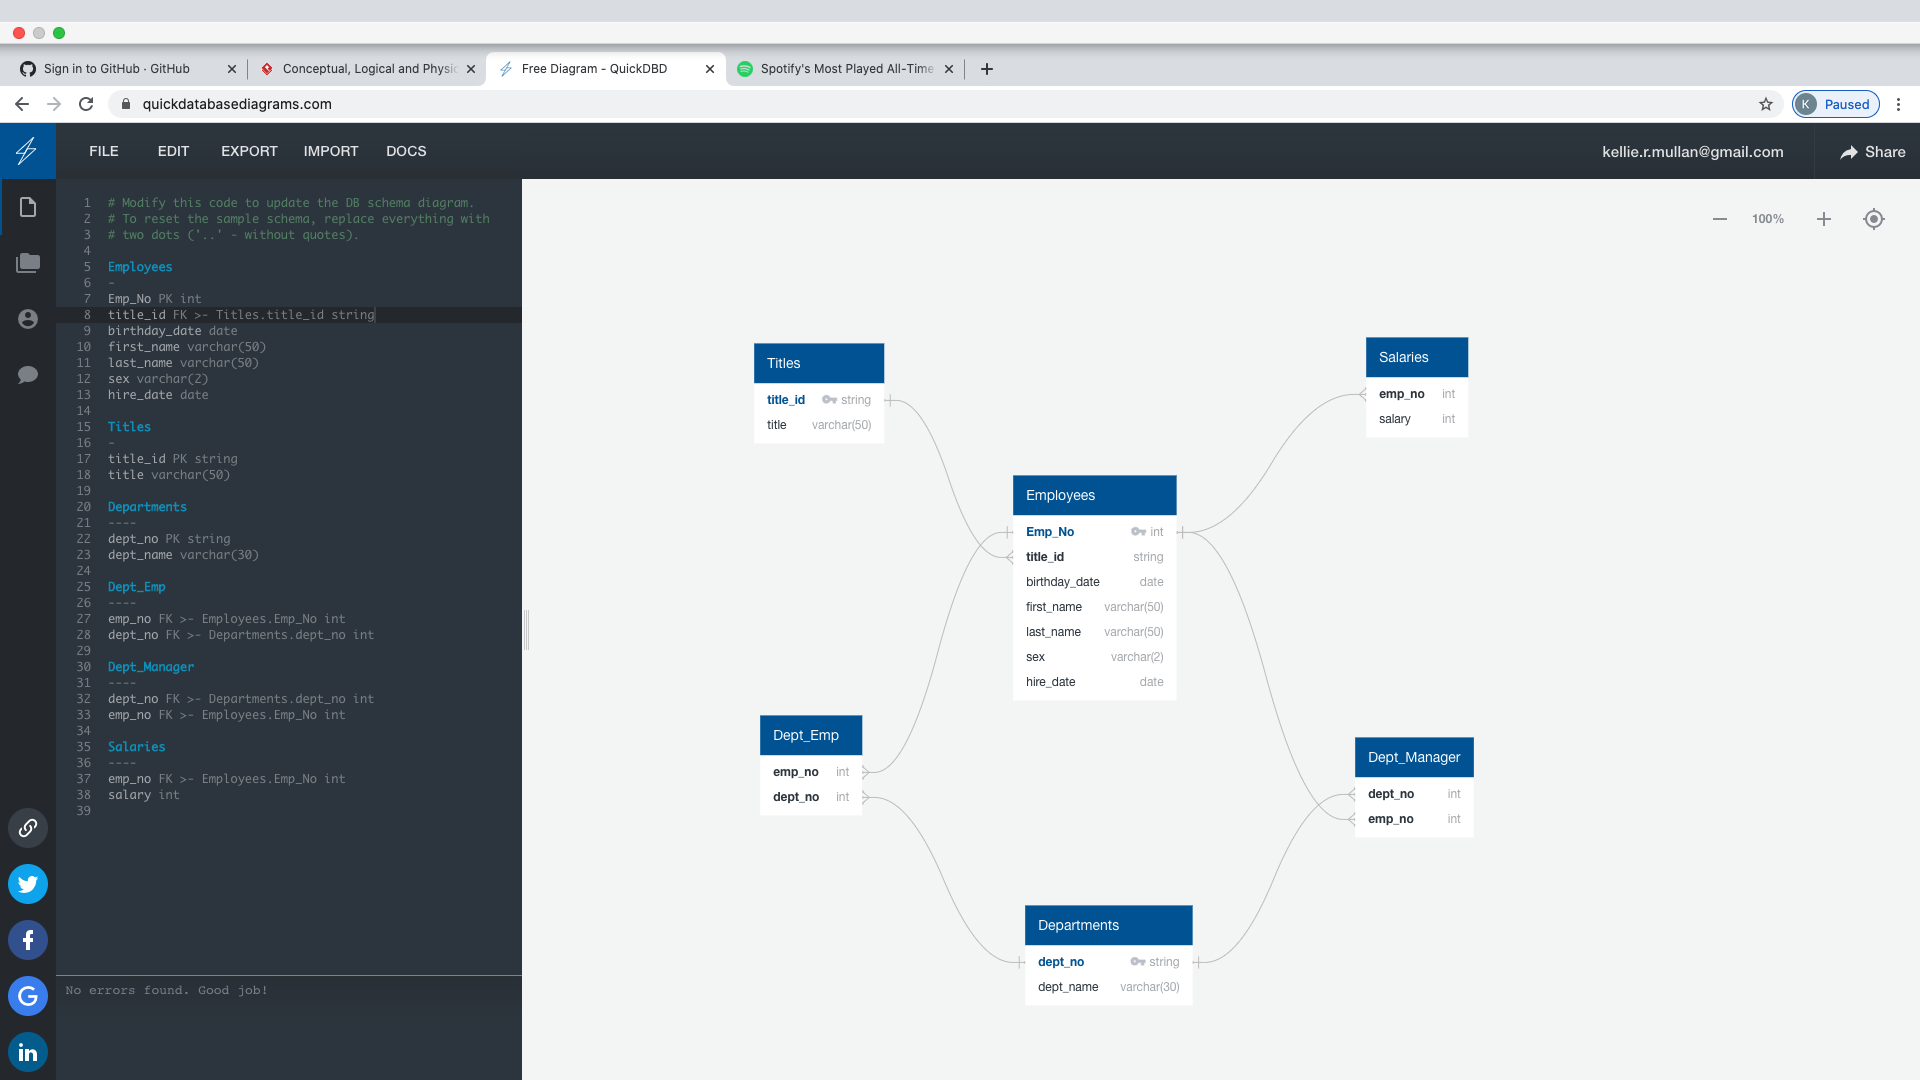 Sign in to GitHub · GitHub
Conceptual, Logical and Physic
Free Diagram - QuickDBD
Spotify's Most Played All-Time
quickdatabasediagrams.com
K Paused
FILE EDIT EXPORT IMPORT DOCS
kellie.r.mullan@gmail.com
Share
1 # Modify this code to update the DB schema diagram.
2 # To reset the sample schema, replace everything with
3 # two dots ('..' - without quotes).
4
5 Employees
6 -
7 Emp_No PK int
8 title_id FK >- Titles.title_id string
9 birthday_date date
10 first_name varchar(50)
11 last_name varchar(50)
12 sex varchar(2)
13 hire_date date
14
15 Titles
16 -
17 title_id PK string
18 title varchar(50)
19
20 Departments
21 ----
22 dept_no PK string
23 dept_name varchar(30)
24
25 Dept_Emp
26 ----
27 emp_no FK >- Employees.Emp_No int
28 dept_no FK >- Departments.dept_no int
29
30 Dept_Manager
31 ----
32 dept_no FK >- Departments.dept_no int
33 emp_no FK >- Employees.Emp_No int
34
35 Salaries
36 ----
37 emp_no FK >- Employees.Emp_No int
38 salary int
39
No errors found. Good job!
100%
Titles
title_id string
title varchar(50)
Salaries
emp_no int
salary int
Employees
Emp_No int
title_id string
birthday_date date
first_name varchar(50)
last_name varchar(50)
sex varchar(2)
hire_date date
Dept_Emp
emp_no int
dept_no int
Dept_Manager
dept_no int
emp_no int
Departments
dept_no string
dept_name varchar(30)